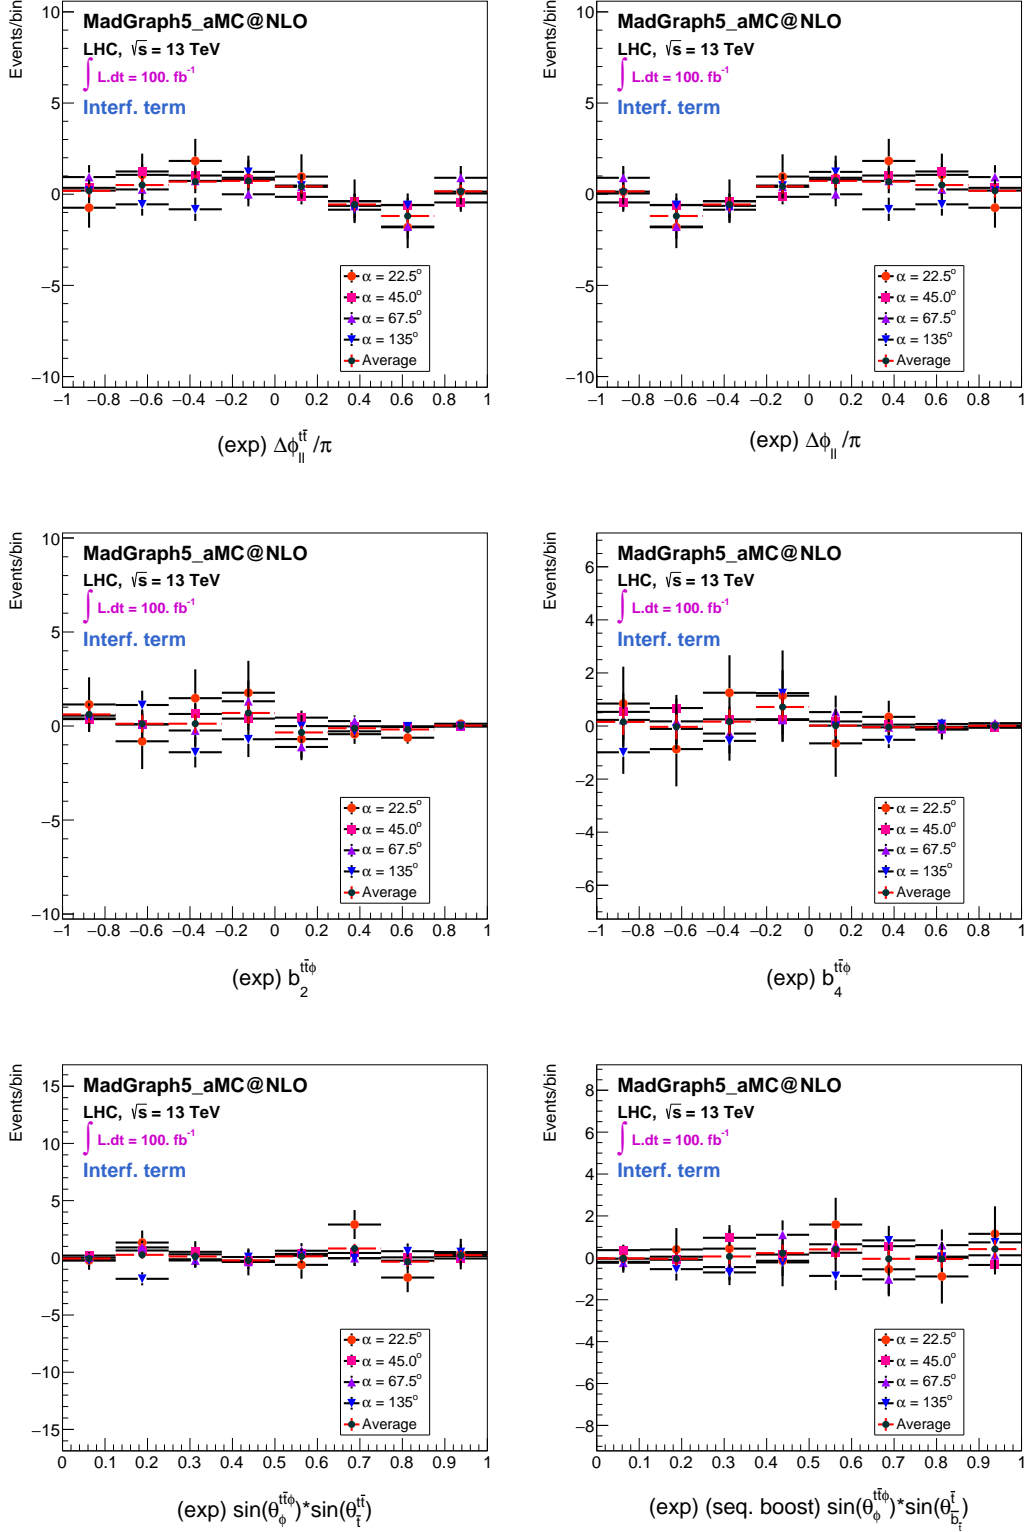 Events/bin
MadGraph5_aMC@NLO
LHC, √s = 13 TeV
∫ L.dt = 100. fb⁻¹
Interf. term
10
5
0
−5
−10
α = 22.5°
α = 45.0°
α = 67.5°
α = 135°
Average
−1 −0.8 −0.6 −0.4 −0.2 0 0.2 0.4 0.6 0.8 1
(exp) Δϕ_||^{tt̄} /π
Events/bin
MadGraph5_aMC@NLO
LHC, √s = 13 TeV
∫ L.dt = 100. fb⁻¹
Interf. term
10
5
0
−5
−10
α = 22.5°
α = 45.0°
α = 67.5°
α = 135°
Average
−1 −0.8 −0.6 −0.4 −0.2 0 0.2 0.4 0.6 0.8 1
(exp) Δϕ_|| /π
Events/bin
MadGraph5_aMC@NLO
LHC, √s = 13 TeV
∫ L.dt = 100. fb⁻¹
Interf. term
10
5
0
−5
−10
α = 22.5°
α = 45.0°
α = 67.5°
α = 135°
Average
−1 −0.8 −0.6 −0.4 −0.2 0 0.2 0.4 0.6 0.8 1
(exp) b_2^{tt̄ϕ}
Events/bin
MadGraph5_aMC@NLO
LHC, √s = 13 TeV
∫ L.dt = 100. fb⁻¹
Interf. term
6
4
2
0
−2
−4
−6
α = 22.5°
α = 45.0°
α = 67.5°
α = 135°
Average
−1 −0.8 −0.6 −0.4 −0.2 0 0.2 0.4 0.6 0.8 1
(exp) b_4^{tt̄ϕ}
Events/bin
MadGraph5_aMC@NLO
LHC, √s = 13 TeV
∫ L.dt = 100. fb⁻¹
Interf. term
15
10
5
0
−5
−10
−15
α = 22.5°
α = 45.0°
α = 67.5°
α = 135°
Average
0 0.1 0.2 0.3 0.4 0.5 0.6 0.7 0.8 0.9 1
(exp) sin(θ_ϕ^{tt̄ϕ})*sin(θ_t̄^{tt̄})
Events/bin
MadGraph5_aMC@NLO
LHC, √s = 13 TeV
∫ L.dt = 100. fb⁻¹
Interf. term
8
6
4
2
0
−2
−4
−6
−8
α = 22.5°
α = 45.0°
α = 67.5°
α = 135°
Average
0 0.1 0.2 0.3 0.4 0.5 0.6 0.7 0.8 0.9 1
(exp) (seq. boost) sin(θ_ϕ^{tt̄ϕ})*sin(θ_{b̄_t̄}^{t̄})